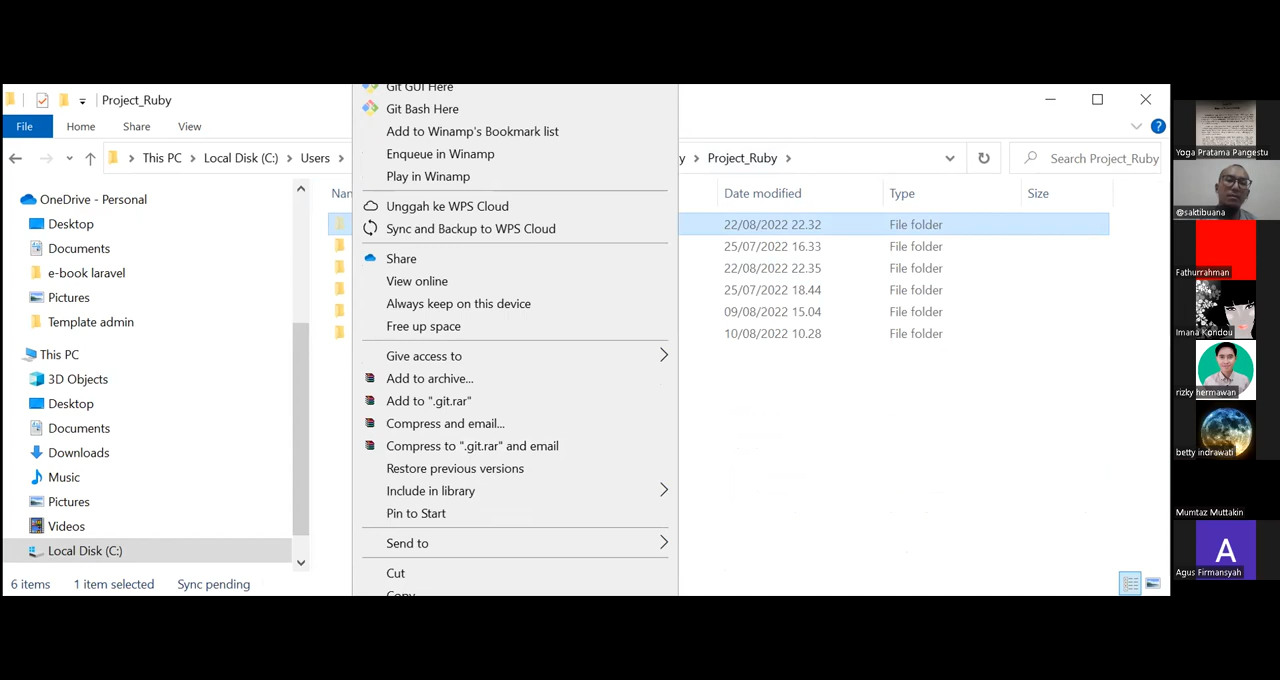 Project_Ruby
File
Home
Share
View
This PC
Local Disk (C:)
Users
y
Project_Ruby
Search Project_Ruby
OneDrive - Personal
Desktop
Documents
e-book laravel
Pictures
Template admin
This PC
3D Objects
Desktop
Documents
Downloads
Music
Pictures
Videos
Local Disk (C:)
6 items
1 item selected
Sync pending
Git GUI Here
Git Bash Here
Add to Winamp's Bookmark list
Enqueue in Winamp
Play in Winamp
Unggah ke WPS Cloud
Sync and Backup to WPS Cloud
Share
View online
Always keep on this device
Free up space
Give access to
Add to archive...
Add to ".git.rar"
Compress and email...
Compress to ".git.rar" and email
Restore previous versions
Include in library
Pin to Start
Send to
Cut
Copy
Nan
Date modified
Type
Size
22/08/2022 22.32 File folder
25/07/2022 16.33 File folder
22/08/2022 22.35 File folder
25/07/2022 18.44 File folder
09/08/2022 15.04 File folder
10/08/2022 10.28 File folder
Yoga Pratama Pangestu
@saktibuana
Fathurrahman
Imana Kondou
rizky hermawan
betty indrawati
Mumtaz Muttakin
A
Agus Firmansyah